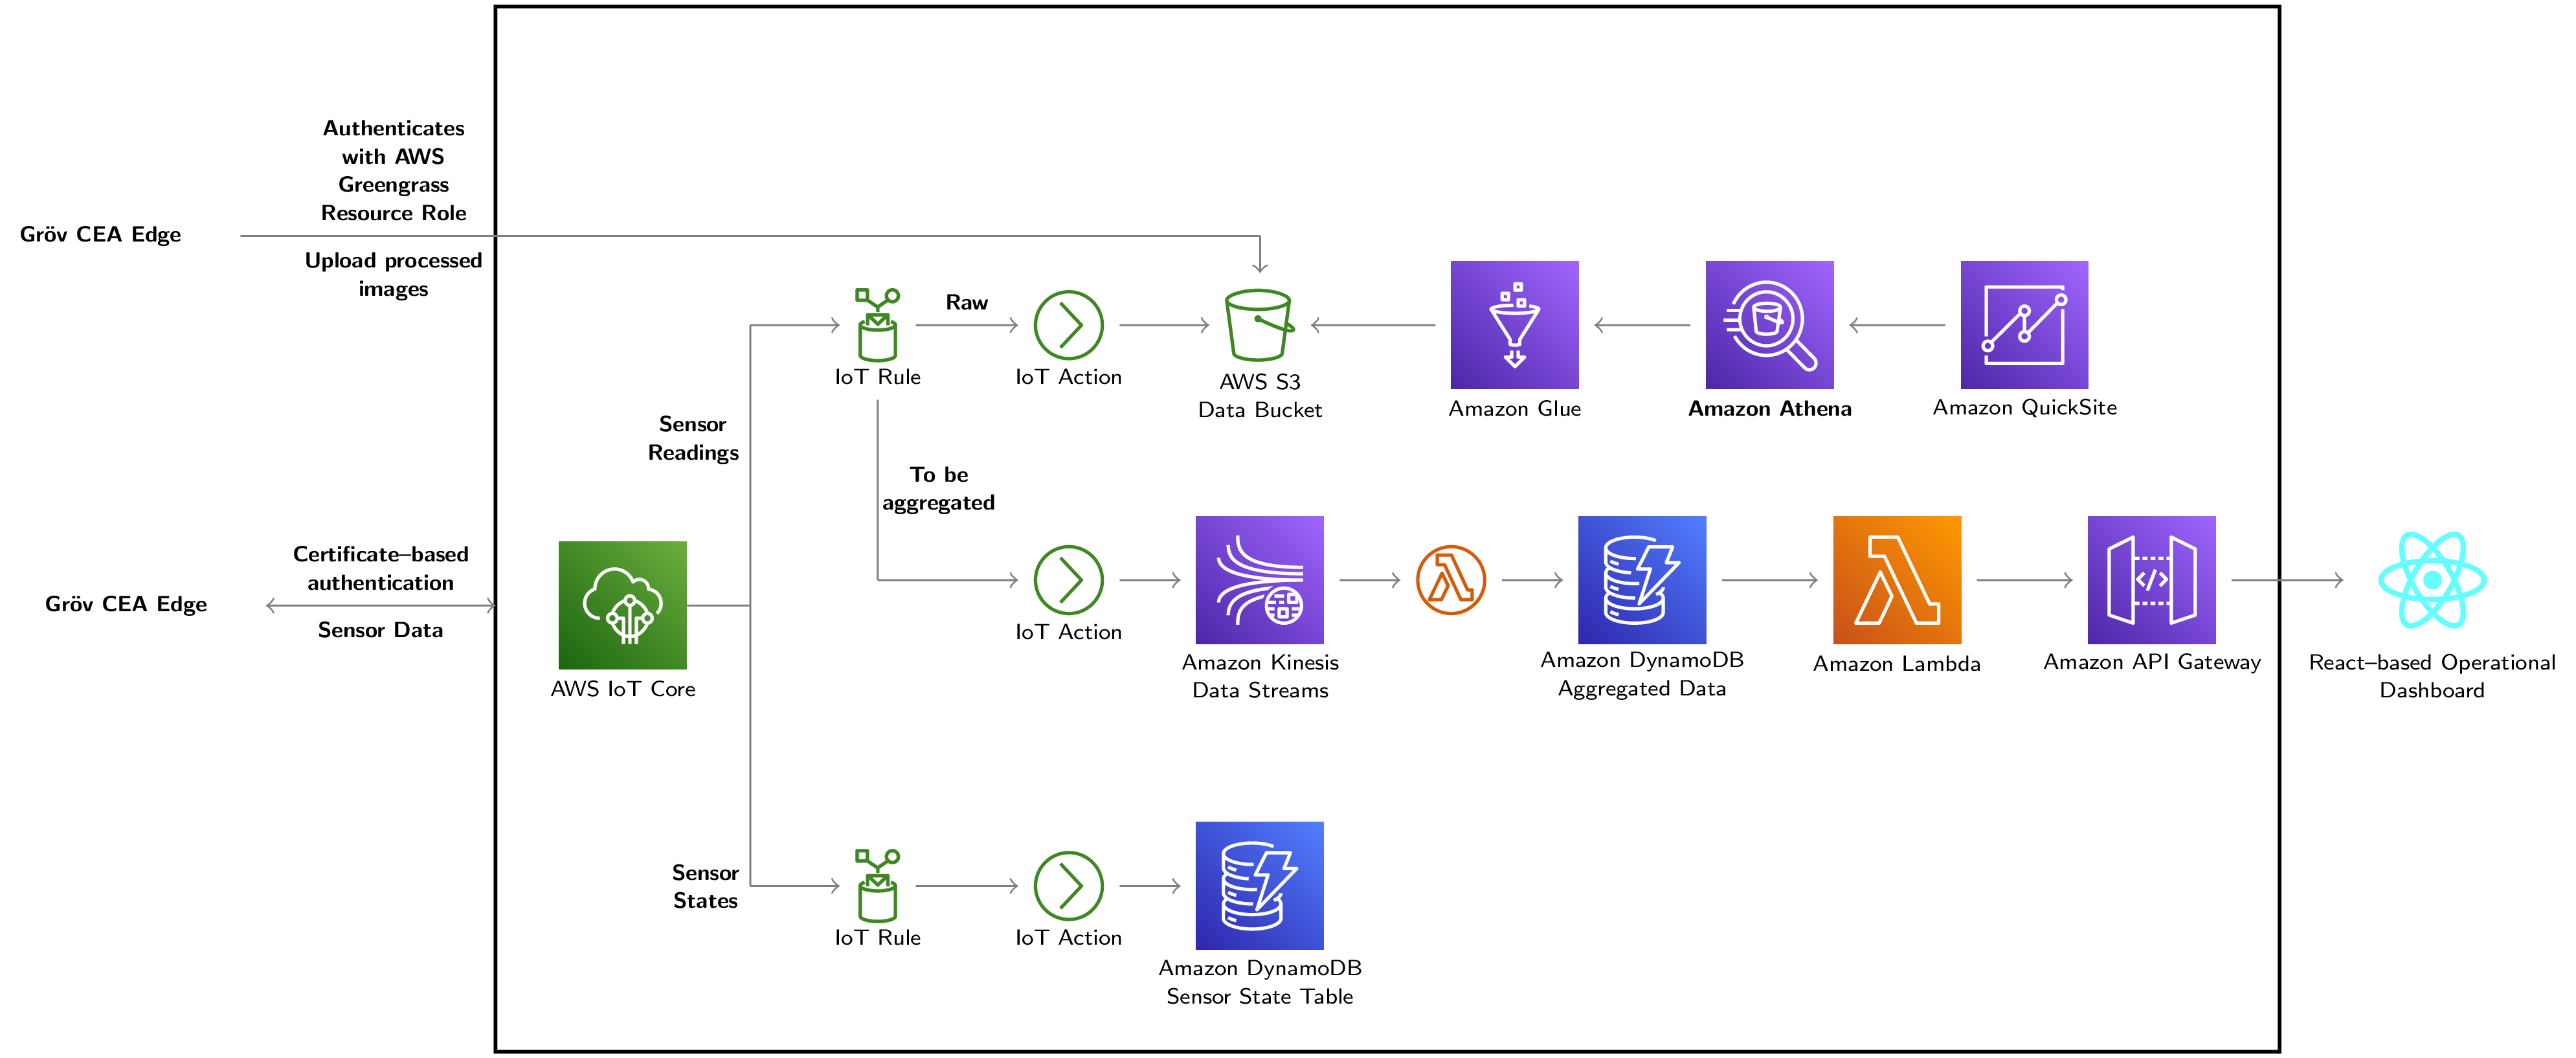 Authenticates
with AWS
Greengrass
Resource Role
Gröv CEA Edge
Upload processed
images
Raw
IoT Rule
IoT Action
AWS S3
Data Bucket
Amazon Glue
Amazon Athena
Amazon QuickSite
Sensor
Readings
To be
aggregated
Certificate–based
authentication
Gröv CEA Edge
Sensor Data
AWS IoT Core
IoT Action
Amazon Kinesis
Data Streams
Amazon DynamoDB
Aggregated Data
Amazon Lambda
Amazon API Gateway
React–based Operational
Dashboard
Sensor
States
IoT Rule
IoT Action
Amazon DynamoDB
Sensor State Table